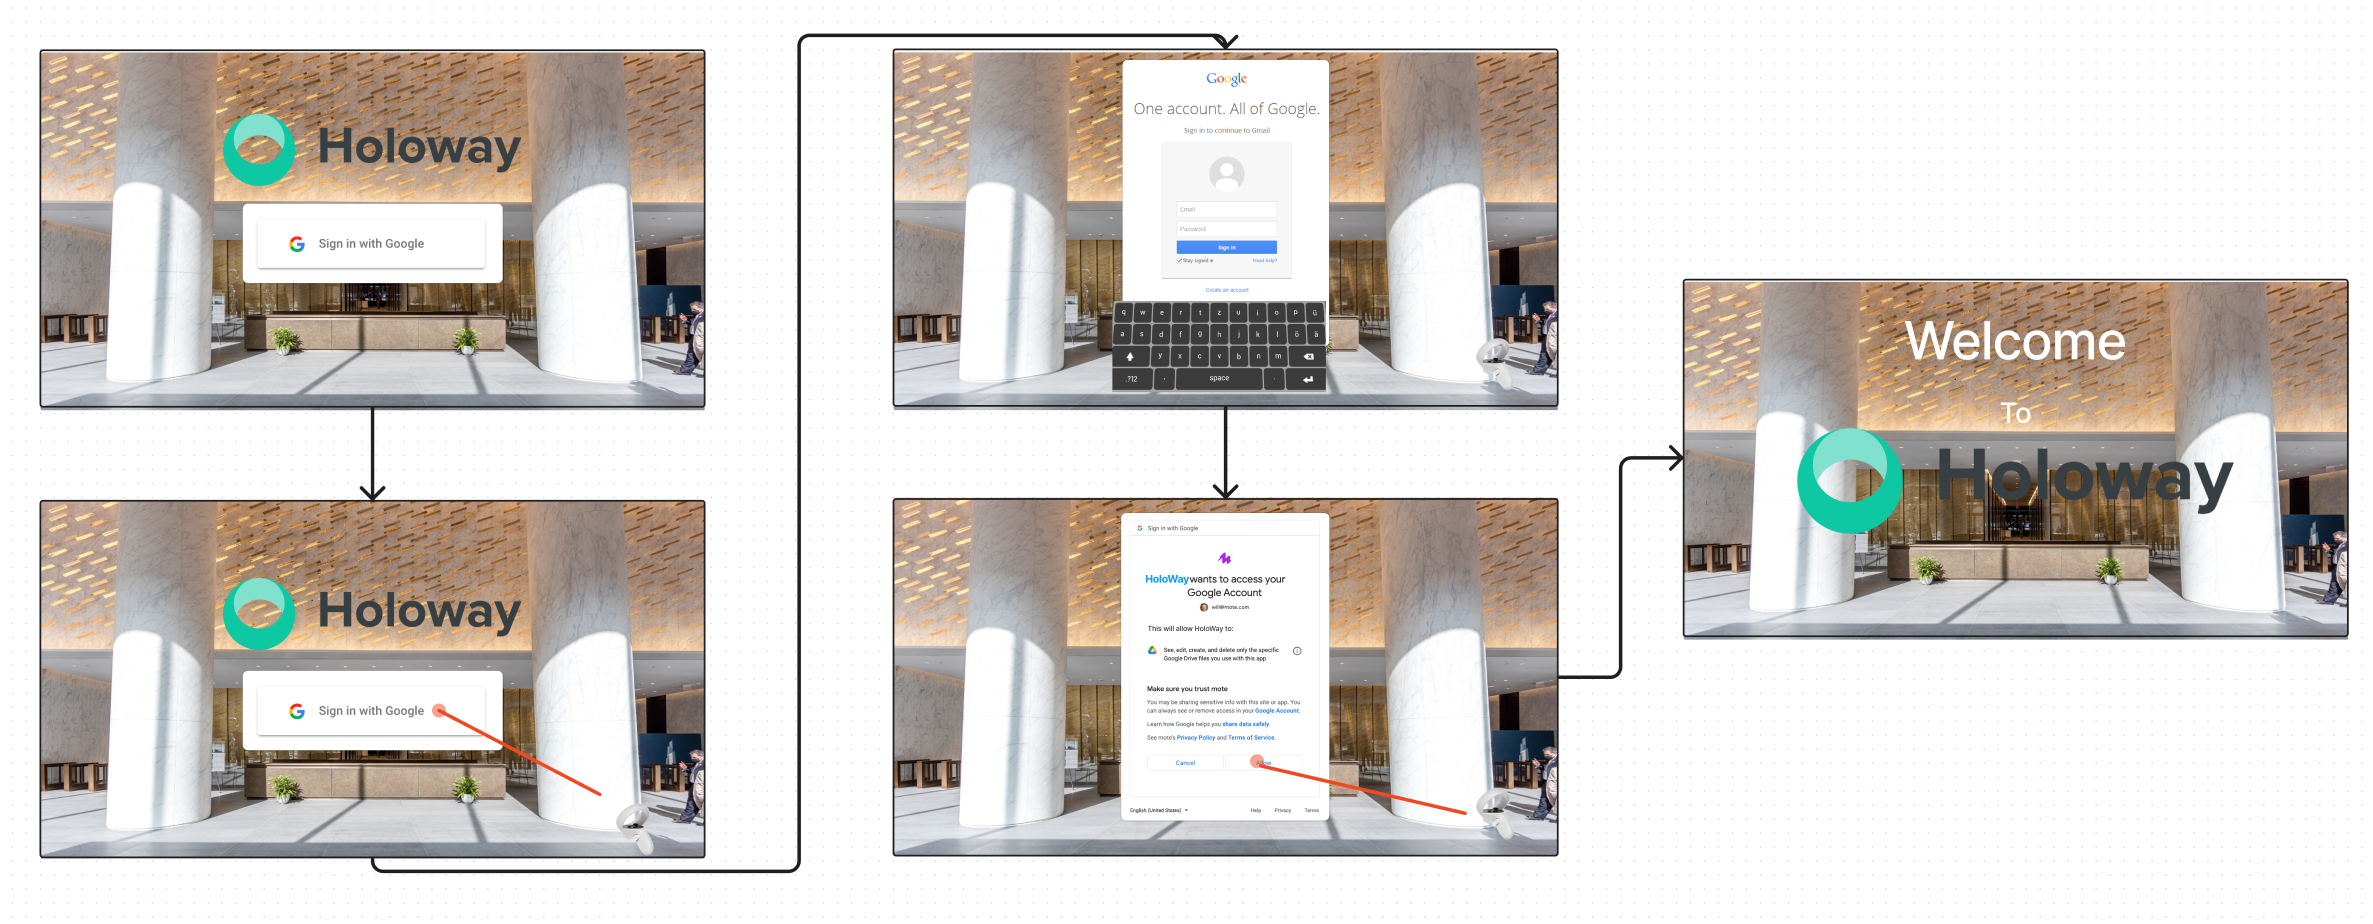 Holoway
Sign in with Google
Holoway
Sign in with Google
Google
One account. All of Google.
Sign in to continue to Gmail
Email
Password
Sign in
Stay signed in
Need help?
Create an account
q w e r t z u i o p ü
a s d f g h j k l ö ä
y x c v b n m
.?12 , space .
Sign in with Google
HoloWay wants to access your
Google Account
will@mote.com
This will allow HoloWay to:
See, edit, create, and delete only the specific
Google Drive files you use with this app
Make sure you trust mote
You may be sharing sensitive info with this site or app. You
can always see or remove access in your Google Account.
Learn how Google helps you share data safely.
See mote's Privacy Policy and Terms of Service.
Cancel
Allow
English (United States)
Help Privacy Terms
Welcome
To
Holoway